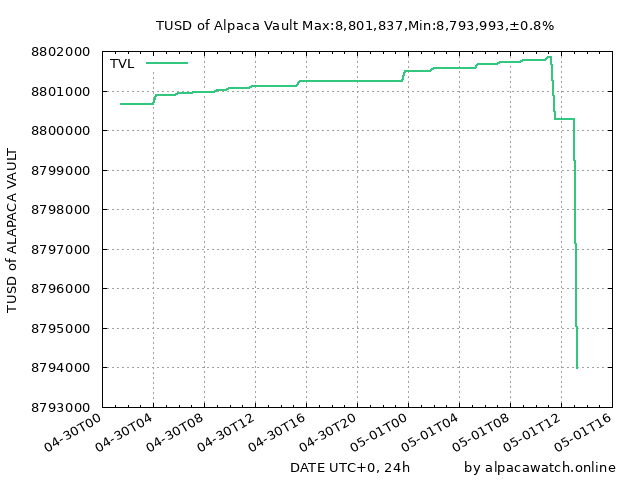 TUSD of Alpaca Vault Max:8,801,837,Min:8,793,993,±0.8%
TVL
8802000
8801000
8800000
8799000
8798000
8797000
8796000
8795000
8794000
8793000
TUSD of ALAPACA VAULT
04-30T00
04-30T04
04-30T08
04-30T12
04-30T16
04-30T20
05-01T00
05-01T04
05-01T08
05-01T12
05-01T16
DATE UTC+0, 24h
by alpacawatch.online